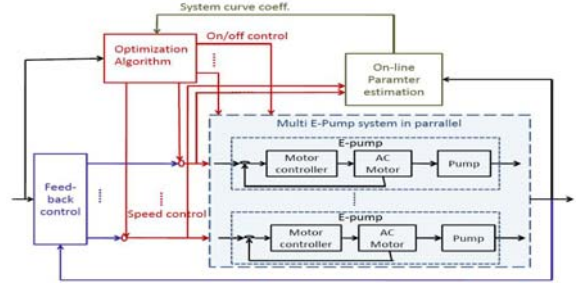 System curve coeff.
Optimization
Algorithm
On/off control
On-line
Paramter
estimation
Multi E-Pump system in parrallel
E-pump
Motor
controller
AC
Motor
Pump
Feed-
back
control
Speed control
E-pump
Motor
controller
AC
Motor
Pump